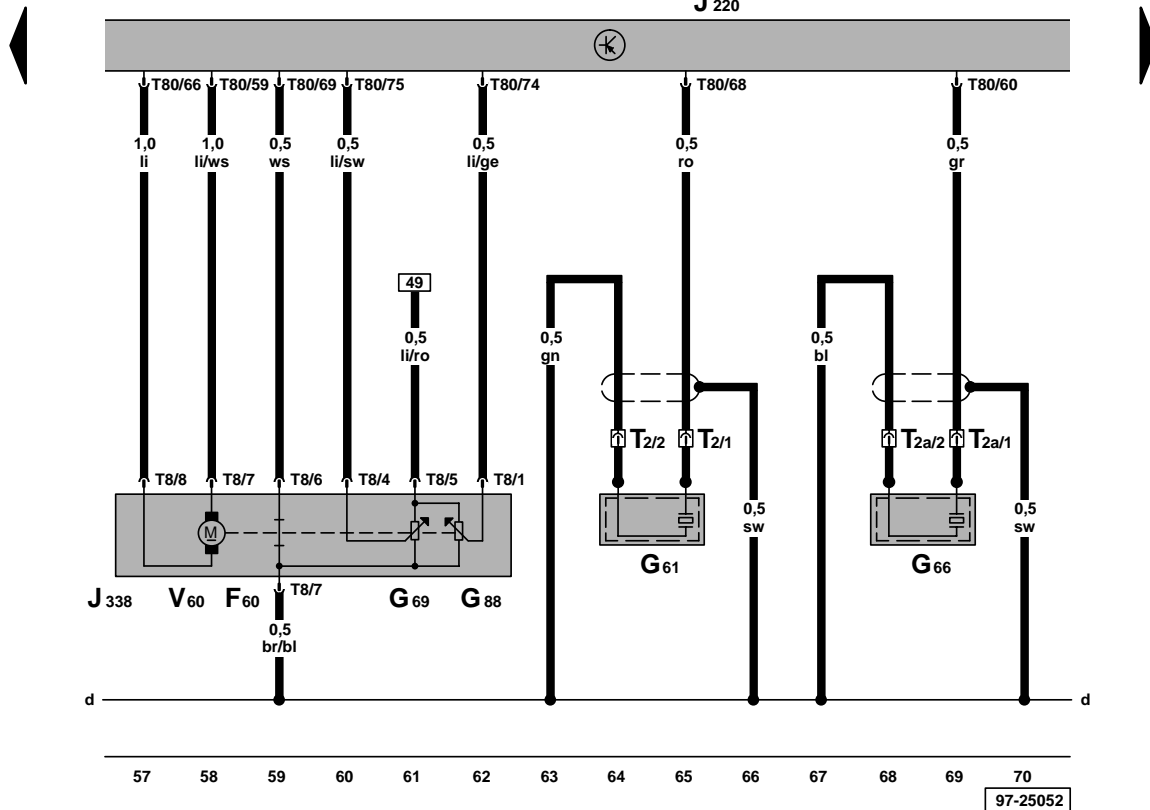 J 220
T80/66 T80/59 T80/69 T80/75 T80/74 T80/68 T80/60
1,0 1,0 0,5 0,5 0,5 0,5 0,5
li li/ws ws li/sw li/ge ro gr
49
0,5 0,5 0,5
li/ro gn bl
T2/2 T2/1 T2a/2 T2a/1
T8/8 T8/7 T8/6 T8/4 T8/5 T8/1
0,5 0,5
sw sw
M
G61 G66
J 338 V60 F60 T8/7 G69 G88
0,5
br/bl
d d
57 58 59 60 61 62 63 64 65 66 67 68 69 70
97-25052